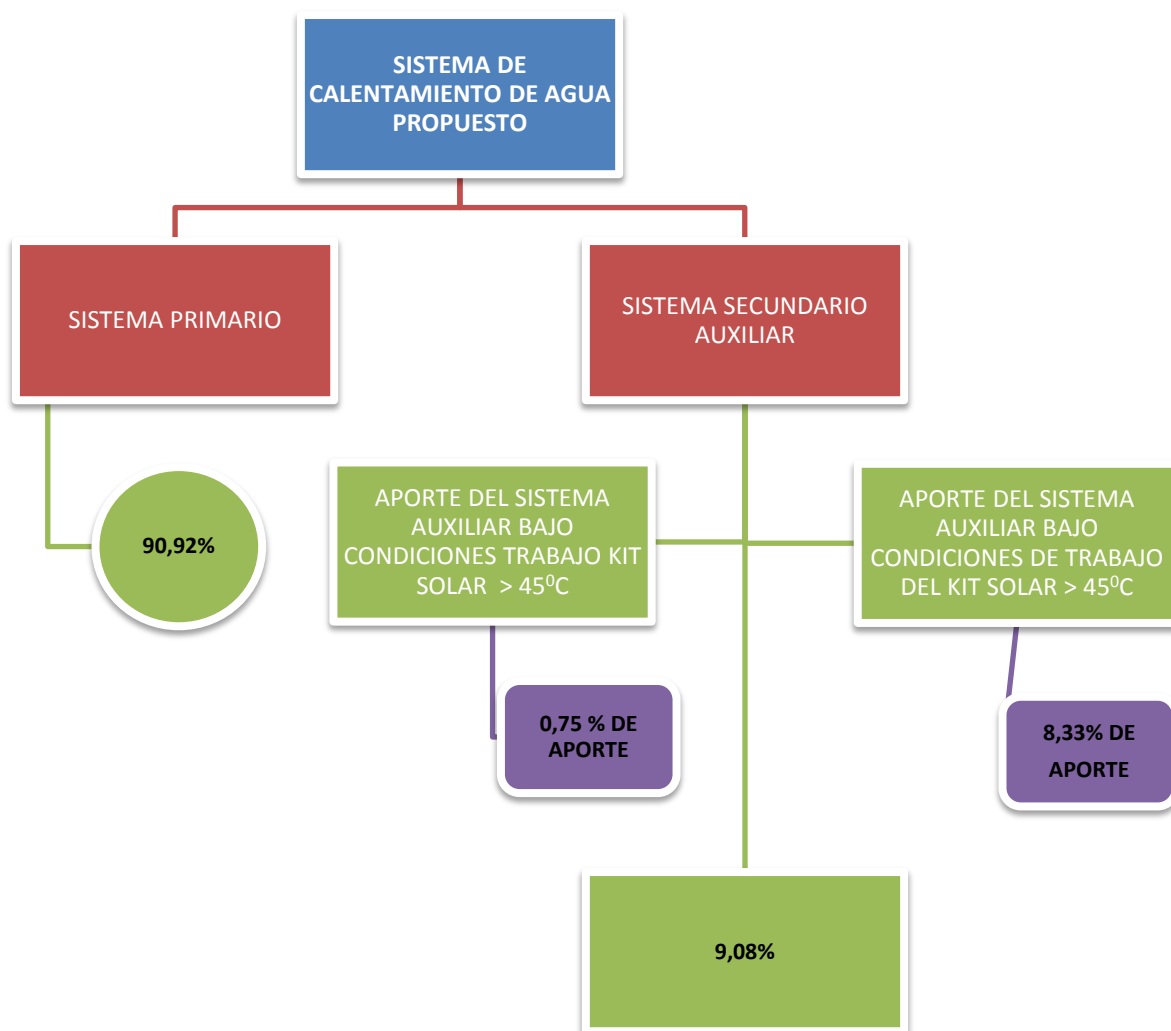 SISTEMA DE
CALENTAMIENTO DE AGUA
PROPUESTO
SISTEMA PRIMARIO
SISTEMA SECUNDARIO
AUXILIAR
90,92%
APORTE DEL SISTEMA
AUXILIAR BAJO
CONDICIONES TRABAJO KIT
SOLAR > 45⁰C
APORTE DEL SISTEMA
AUXILIAR BAJO
CONDICIONES DE TRABAJO
DEL KIT SOLAR > 45⁰C
0,75 % DE
APORTE
8,33% DE
APORTE
9,08%